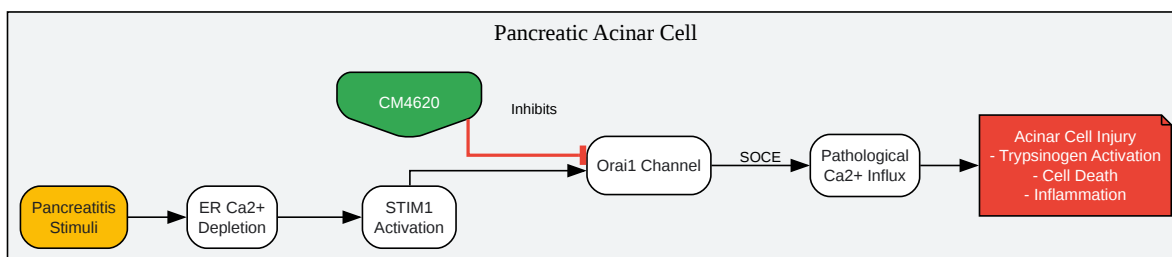 Pancreatic Acinar Cell
CM4620
Inhibits
Pancreatitis
Stimuli
ER Ca2+
Depletion
STIM1
Activation
Orai1 Channel
SOCE
Pathological
Ca2+ Influx
Acinar Cell Injury
- Trypsinogen Activation
- Cell Death
- Inflammation